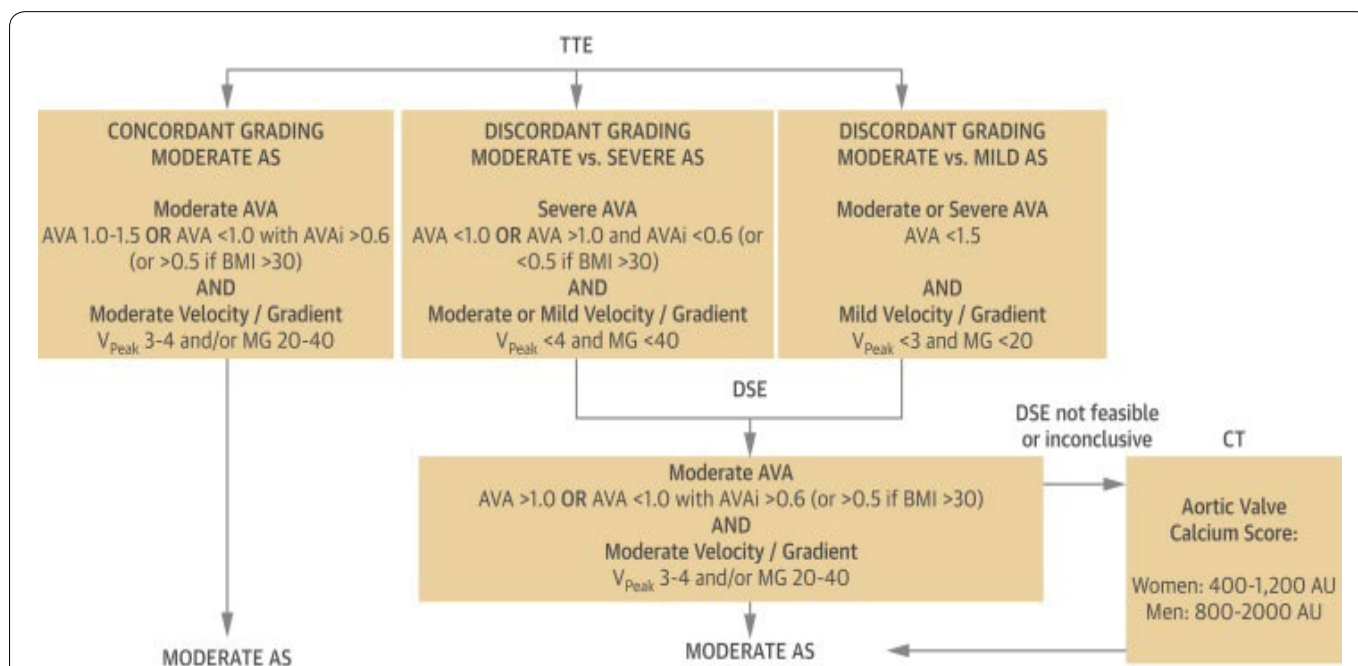 TTE
CONCORDANT GRADING
MODERATE AS
Moderate AVA
AVA 1.0-1.5 OR AVA <1.0 with AVAi >0.6
(or >0.5 if BMI >30)
AND
Moderate Velocity / Gradient
VPeak 3-4 and/or MG 20-40
DISCORDANT GRADING
MODERATE vs. SEVERE AS
Severe AVA
AVA <1.0 OR AVA >1.0 and AVAi <0.6 (or
<0.5 if BMI >30)
AND
Moderate or Mild Velocity / Gradient
VPeak <4 and MG <40
DISCORDANT GRADING
MODERATE vs. MILD AS
Moderate or Severe AVA
AVA <1.5
AND
Mild Velocity / Gradient
VPeak <3 and MG <20
DSE
DSE not feasible
or inconclusive
CT
Moderate AVA
AVA >1.0 OR AVA <1.0 with AVAi >0.6 (or >0.5 if BMI >30)
AND
Moderate Velocity / Gradient
VPeak 3-4 and/or MG 20-40
Aortic Valve
Calcium Score:
Women: 400-1,200 AU
Men: 800-2000 AU
MODERATE AS
MODERATE AS